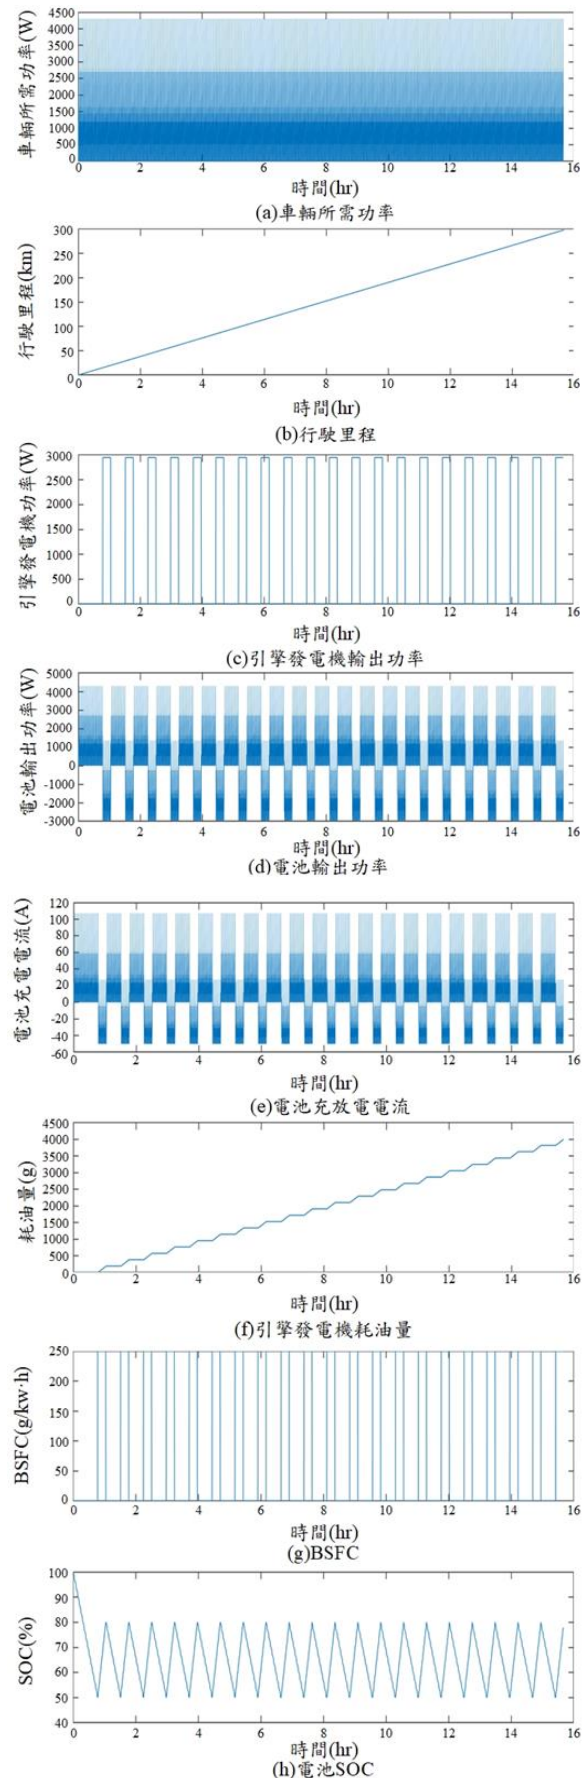 4500
4000
3500
3000
2500
2000
1500
1000
500
0
車輛所需功率(W)
0 2 4 6 8 10 12 14 16
時間(hr)
(a)車輛所需功率
300
250
200
150
100
50
0
行駛里程(km)
0 2 4 6 8 10 12 14 16
時間(hr)
(b)行駛里程
3000
2500
2000
1500
1000
500
0
引擎發電機功率(W)
0 2 4 6 8 10 12 14 16
時間(hr)
(c)引擎發電機輸出功率
5000
4000
3000
2000
1000
0
-1000
-2000
-3000
電池輸出功率(W)
0 2 4 6 8 10 12 14 16
時間(hr)
(d)電池輸出功率
120
100
80
60
40
20
0
-20
-40
-60
電池充電電流(A)
0 2 4 6 8 10 12 14 16
時間(hr)
(e)電池充放電電流
4500
4000
3500
3000
2500
2000
1500
1000
500
0
耗油量(g)
0 2 4 6 8 10 12 14 16
時間(hr)
(f)引擎發電機耗油量
250
200
150
100
50
0
BSFC(g/kw·h)
0 2 4 6 8 10 12 14 16
時間(hr)
(g)BSFC
100
90
80
70
60
50
40
SOC(%)
0 2 4 6 8 10 12 14 16
時間(hr)
(h)電池SOC